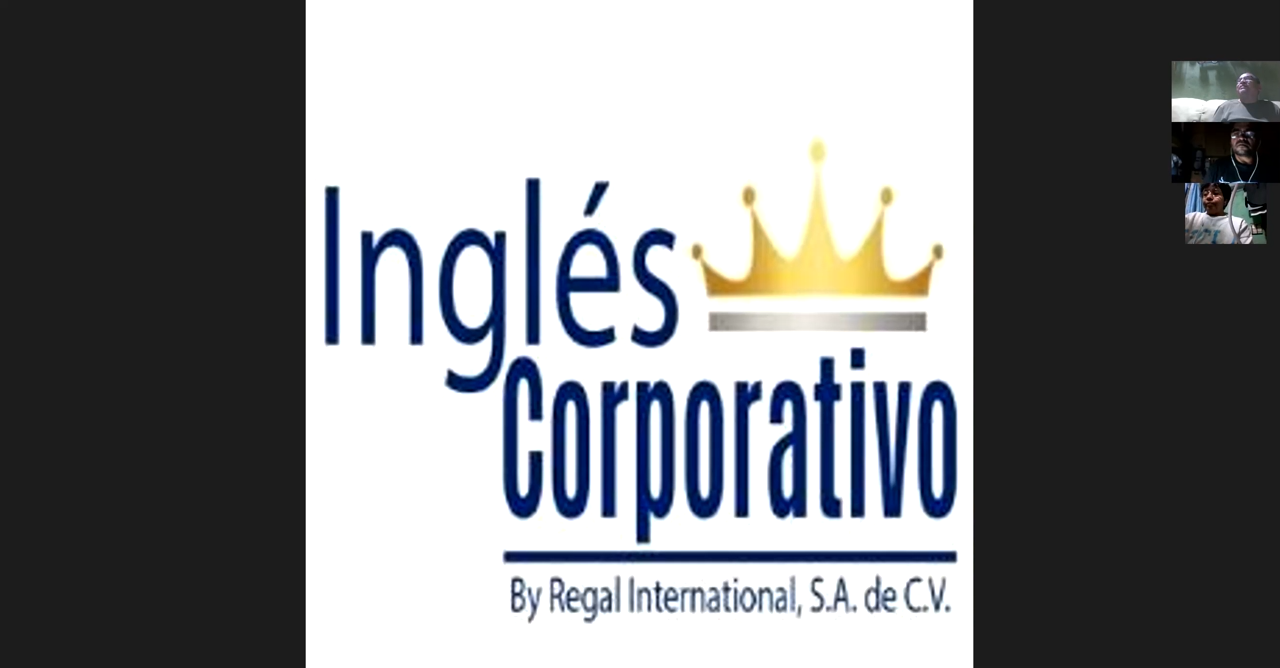 Inglés
Corporativo
By Regal International, S.A. de C.V.